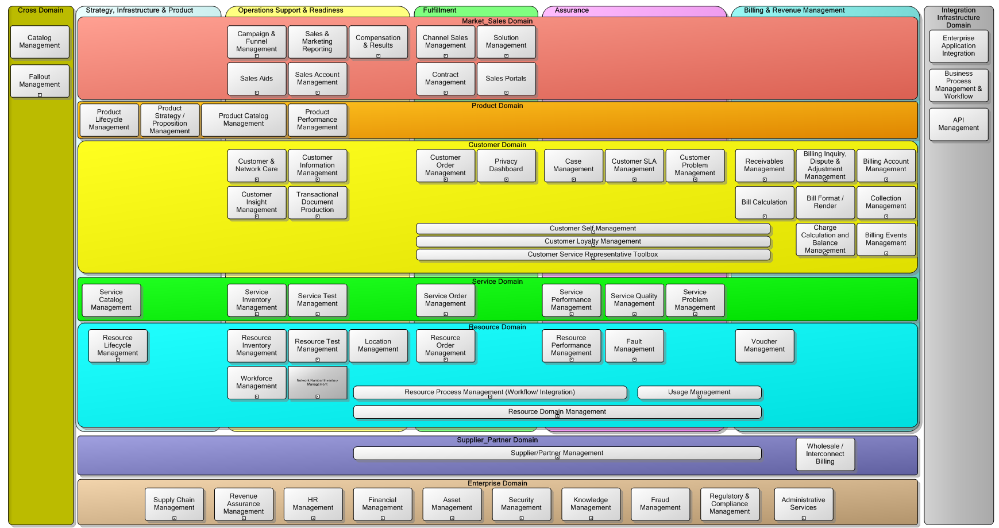 Cross Domain
Catalog
Management
Fallout
Management
Strategy, Infrastructure & Product
Operations Support & Readiness
Fulfillment
Assurance
Billing & Revenue Management
Market_Sales Domain
Campaign &
Funnel
Management
Sales &
Marketing
Reporting
Compensation
& Results
Channel Sales
Management
Solution
Management
Sales Aids
Sales Account
Management
Contract
Management
Sales Portals
Product Domain
Product
Lifecycle
Management
Product
Strategy /
Proposition
Management
Product Catalog
Management
Product
Performance
Management
Customer Domain
Customer &
Network Care
Customer
Information
Management
Customer
Order
Management
Privacy
Dashboard
Case
Management
Customer SLA
Management
Customer
Problem
Management
Receivables
Management
Billing Inquiry,
Dispute &
Adjustment
Management
Billing Account
Management
Customer
Insight
Management
Transactional
Document
Production
Bill Calculation
Bill Format /
Render
Collection
Management
Customer Self Management
Customer Loyalty Management
Customer Service Representative Toolbox
Charge
Calculation and
Balance
Management
Billing Events
Management
Service Domain
Service
Catalog
Management
Service
Inventory
Management
Service Test
Management
Service Order
Management
Service
Performance
Management
Service Quality
Management
Service
Problem
Management
Resource Domain
Resource
Lifecycle
Management
Resource
Inventory
Management
Resource Test
Management
Location
Management
Resource
Order
Management
Resource
Performance
Management
Fault
Management
Voucher
Management
Workforce
Management
Network Number Inventory
Management
Resource Process Management (Workflow/ Integration)
Usage Management
Resource Domain Management
Supplier_Partner Domain
Supplier/Partner Management
Wholesale /
Interconnect
Billing
Enterprise Domain
Supply Chain
Management
Revenue
Assurance
Management
HR
Management
Financial
Management
Asset
Management
Security
Management
Knowledge
Management
Fraud
Management
Regulatory &
Compliance
Management
Administrative
Services
Integration
Infrastructure
Domain
Enterprise
Application
Integration
Business
Process
Management &
Workflow
API
Management